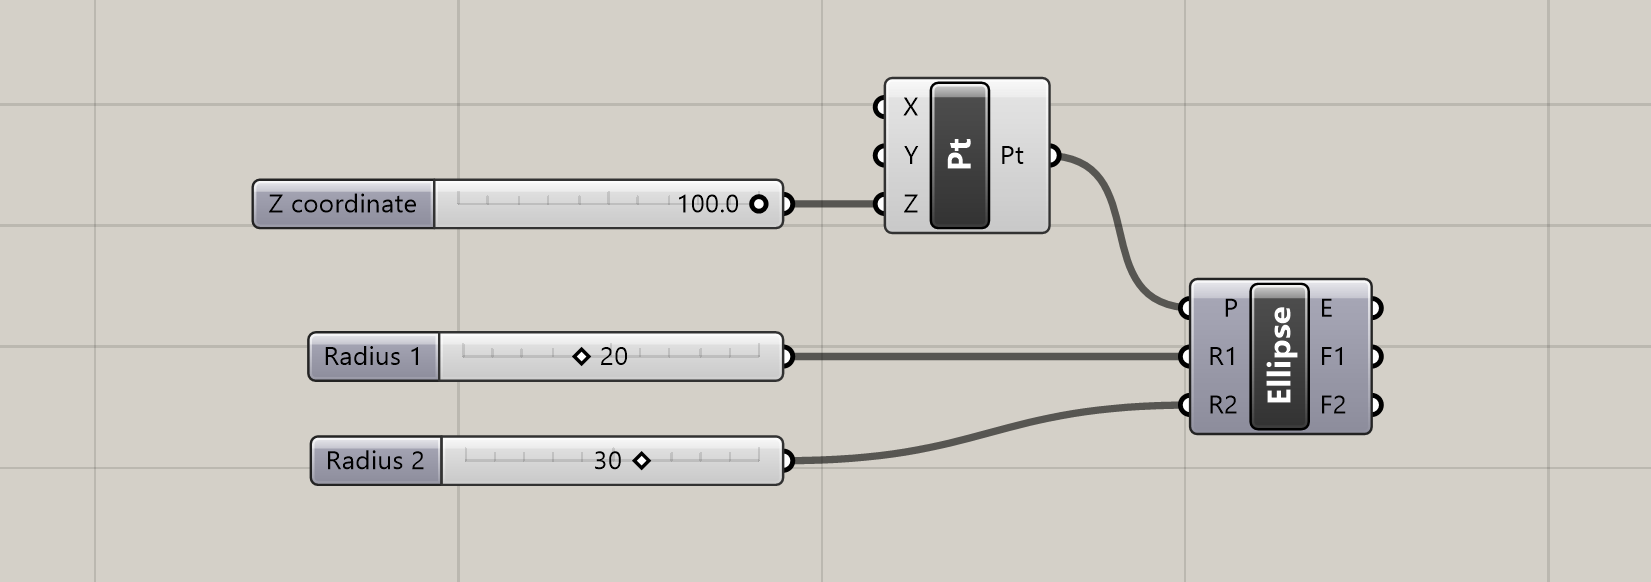 X
Y
Z
Pt
Pt
Z coordinate
100.0
P
R1
R2
Ellipse
E
F1
F2
Radius 1
20
Radius 2
30